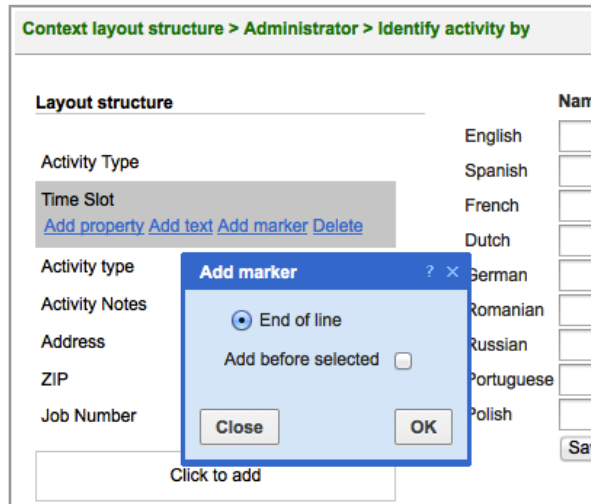 Context layout structure > Administrator > Identify activity by
Layout structure
Activity Type
Time Slot
Add property Add text Add marker Delete
Activity type
Activity Notes
Address
ZIP
Job Number
Click to add
Add marker ? ×
End of line
Add before selected
Close OK
Nam
English
Spanish
French
Dutch
German
Romanian
Russian
Portuguese
Polish
Sa